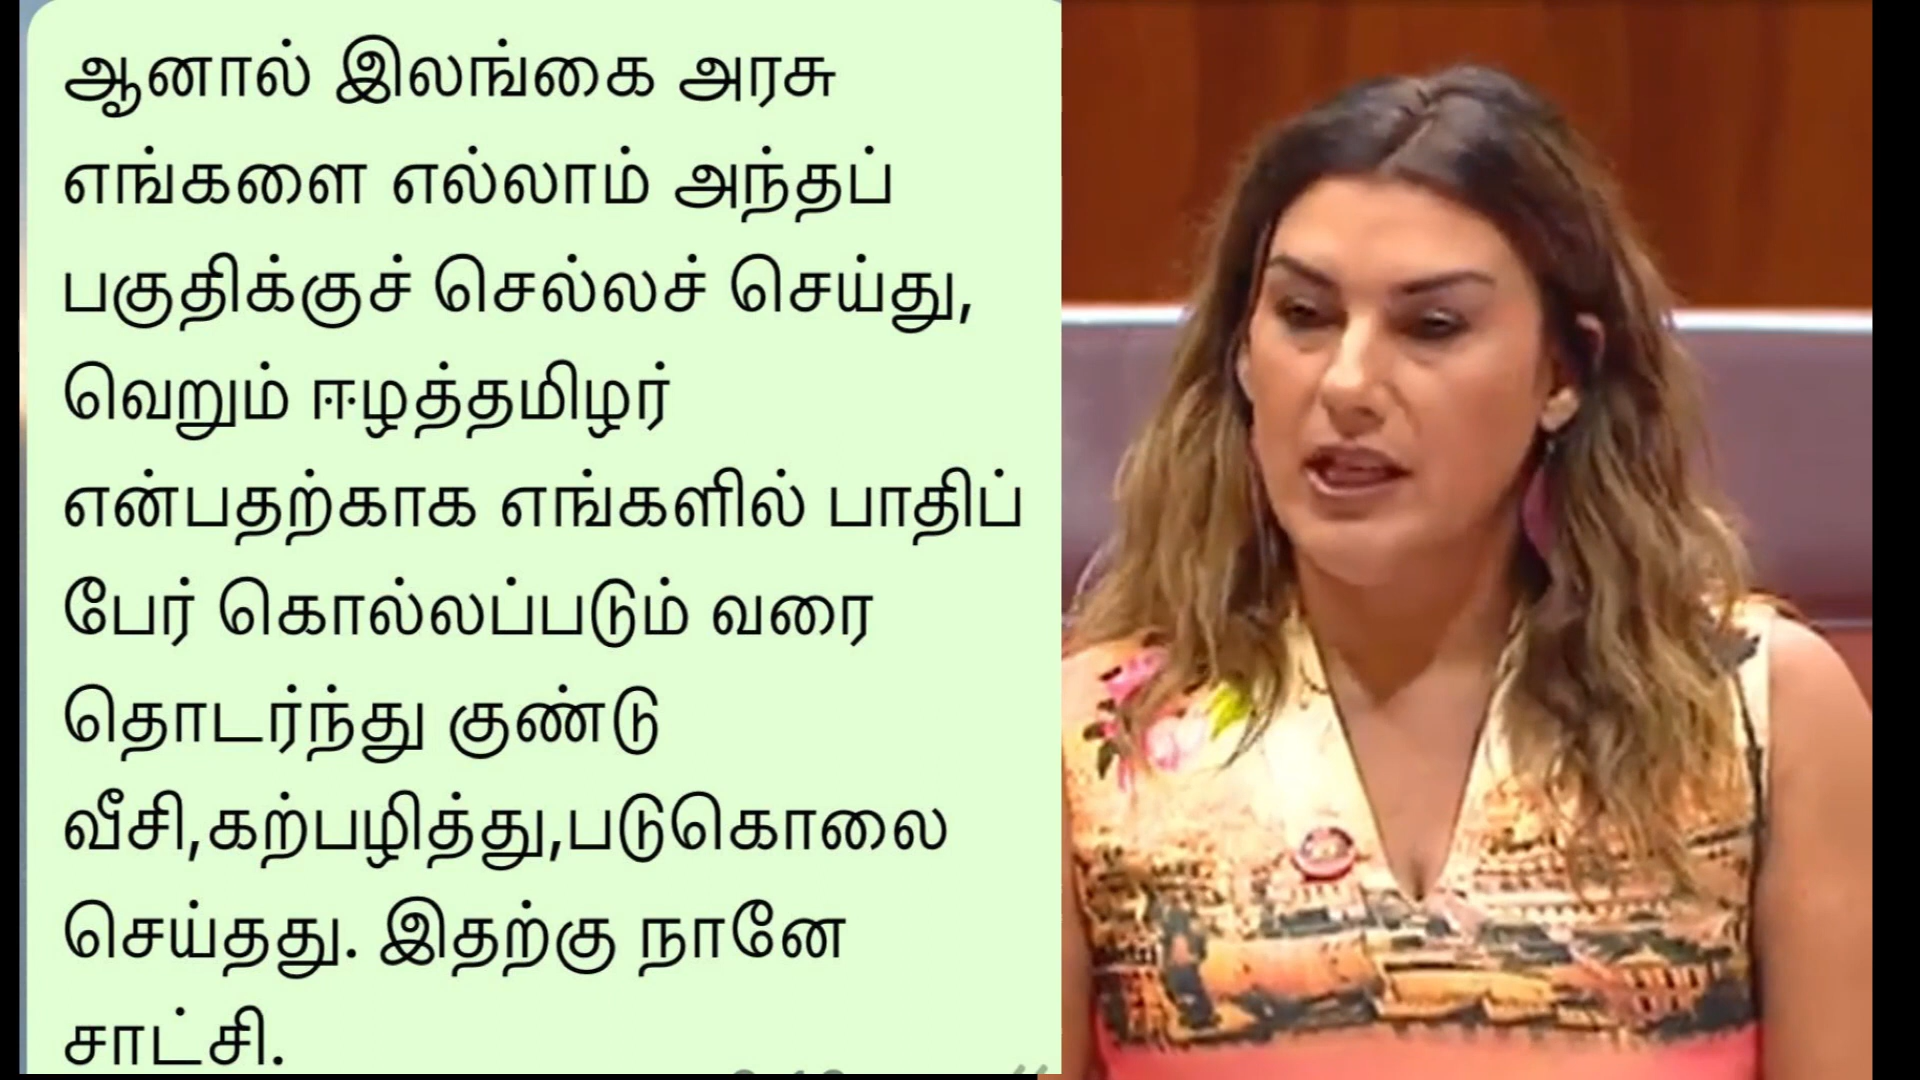 ஆனால் இலங்கை அரசு
எங்களை எல்லாம் அந்தப்
பகுதிக்குச் செல்லச் செய்து,
வெறும் ஈழத்தமிழர்
என்பதற்காக எங்களில் பாதிப்
பேர் கொல்லப்படும் வரை
தொடர்ந்து குண்டு
வீசி,கற்பழித்து,படுகொலை
செய்தது. இதற்கு நானே
சாட்சி.